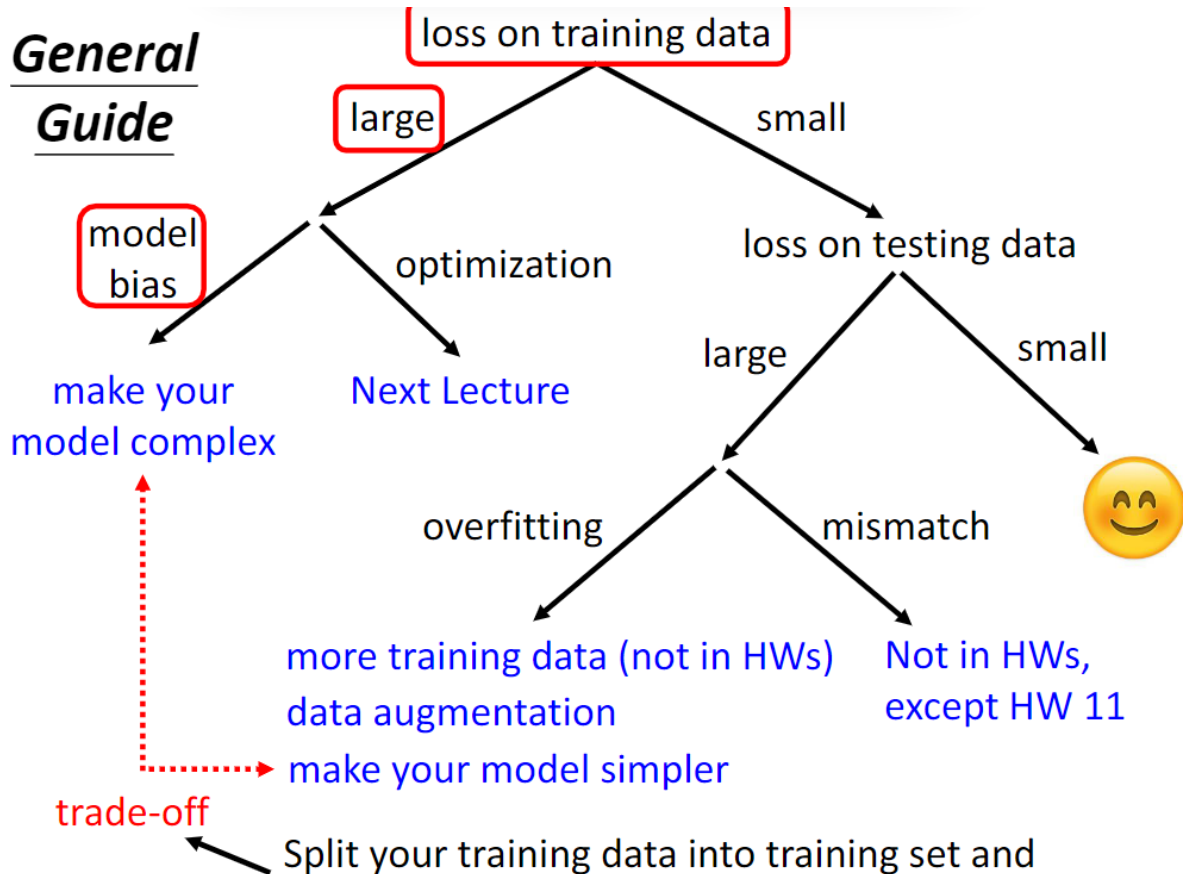 General
Guide
loss on training data
large
small
model
bias
optimization
loss on testing data
make your
model complex
Next Lecture
large
small
overfitting
mismatch
more training data (not in HWs)
data augmentation
make your model simpler
Not in HWs,
except HW 11
trade-off
Split your training data into training set and